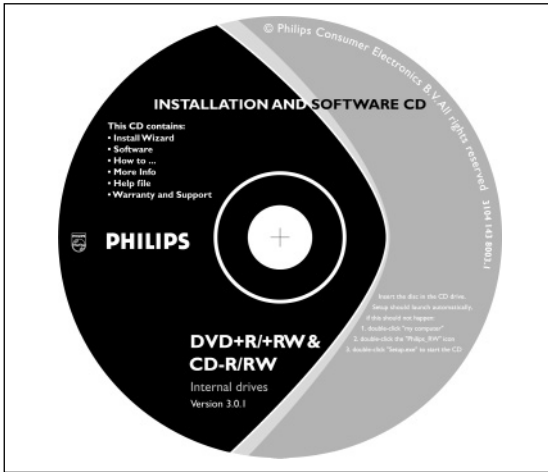 © Philips Consumer Electronics B.V. All rights reserved 3104 143 8002.1
INSTALLATION AND SOFTWARE CD
This CD contains:
• Install Wizard
• Software
• How to ...
• More Info
• Help file
• Warranty and Support
PHILIPS
Insert the disc in the CD drive.
Setup should launch automatically.
if this should not happen
1. double-click "my computer"
2. double-click the "Philips_RW" icon
3. double-click "Setup.exe" to start the CD
DVD+R/+RW &
CD-R/RW
Internal drives
Version 3.0.1